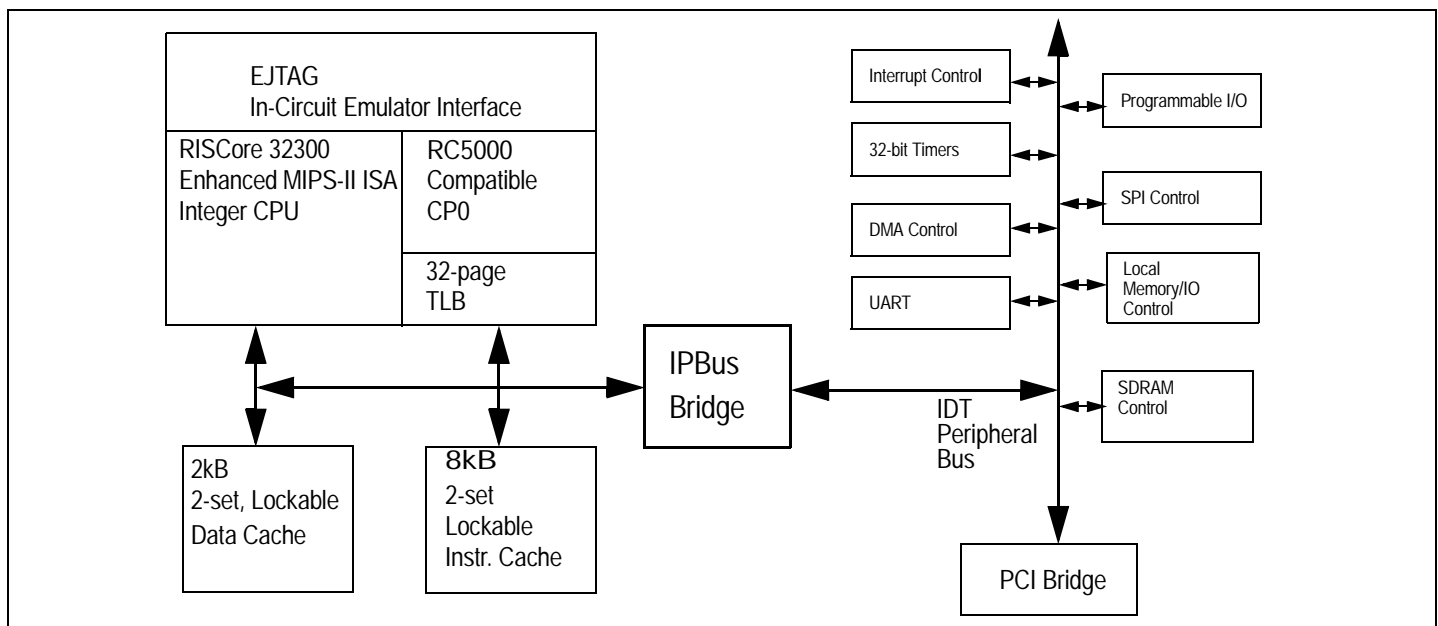 EJTAG
In-Circuit Emulator Interface
RISCore 32300
Enhanced MIPS-II ISA
Integer CPU
RC5000
Compatible
CP0
32-page
TLB
2kB
2-set, Lockable
Data Cache
8kB
2-set
Lockable
Instr. Cache
IPBus
Bridge
IDT
Peripheral
Bus
Interrupt Control
32-bit Timers
DMA Control
UART
Programmable I/O
SPI Control
Local
Memory/IO
Control
SDRAM
Control
PCI Bridge